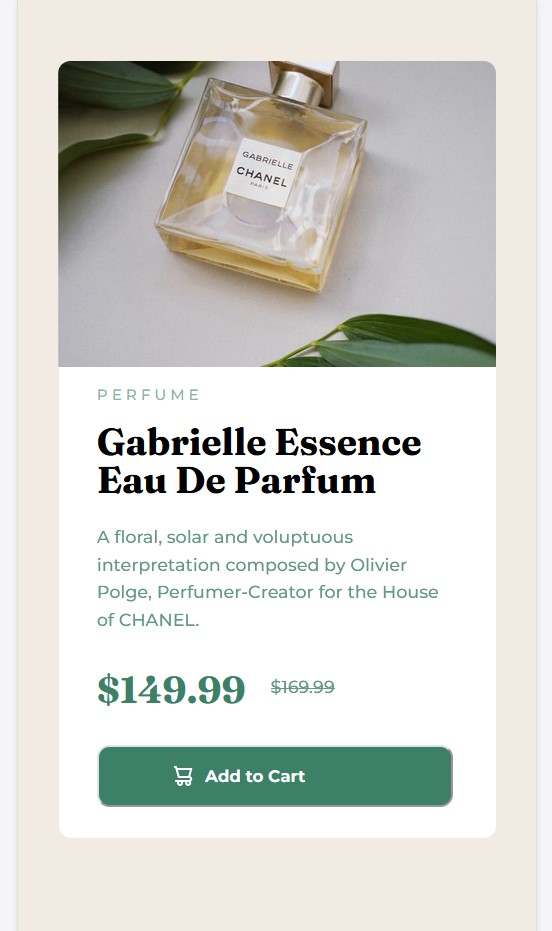 GABRIELLE
CHANEL
PARIS
PERFUME
Gabrielle Essence
Eau De Parfum
A floral, solar and voluptuous
interpretation composed by Olivier
Polge, Perfumer-Creator for the House
of CHANEL.
$149.99 $169.99
Add to Cart